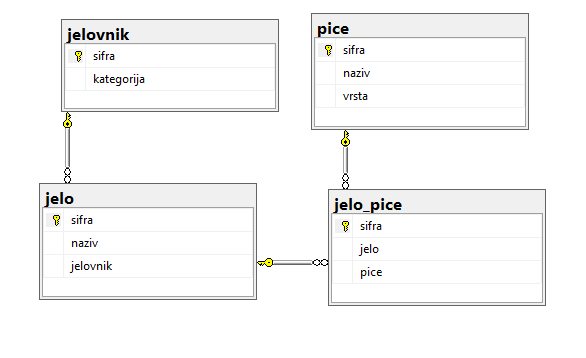 jelovnik
sifra
kategorija
pice
sifra
naziv
vrsta
jelo
sifra
naziv
jelovnik
jelo_pice
sifra
jelo
pice